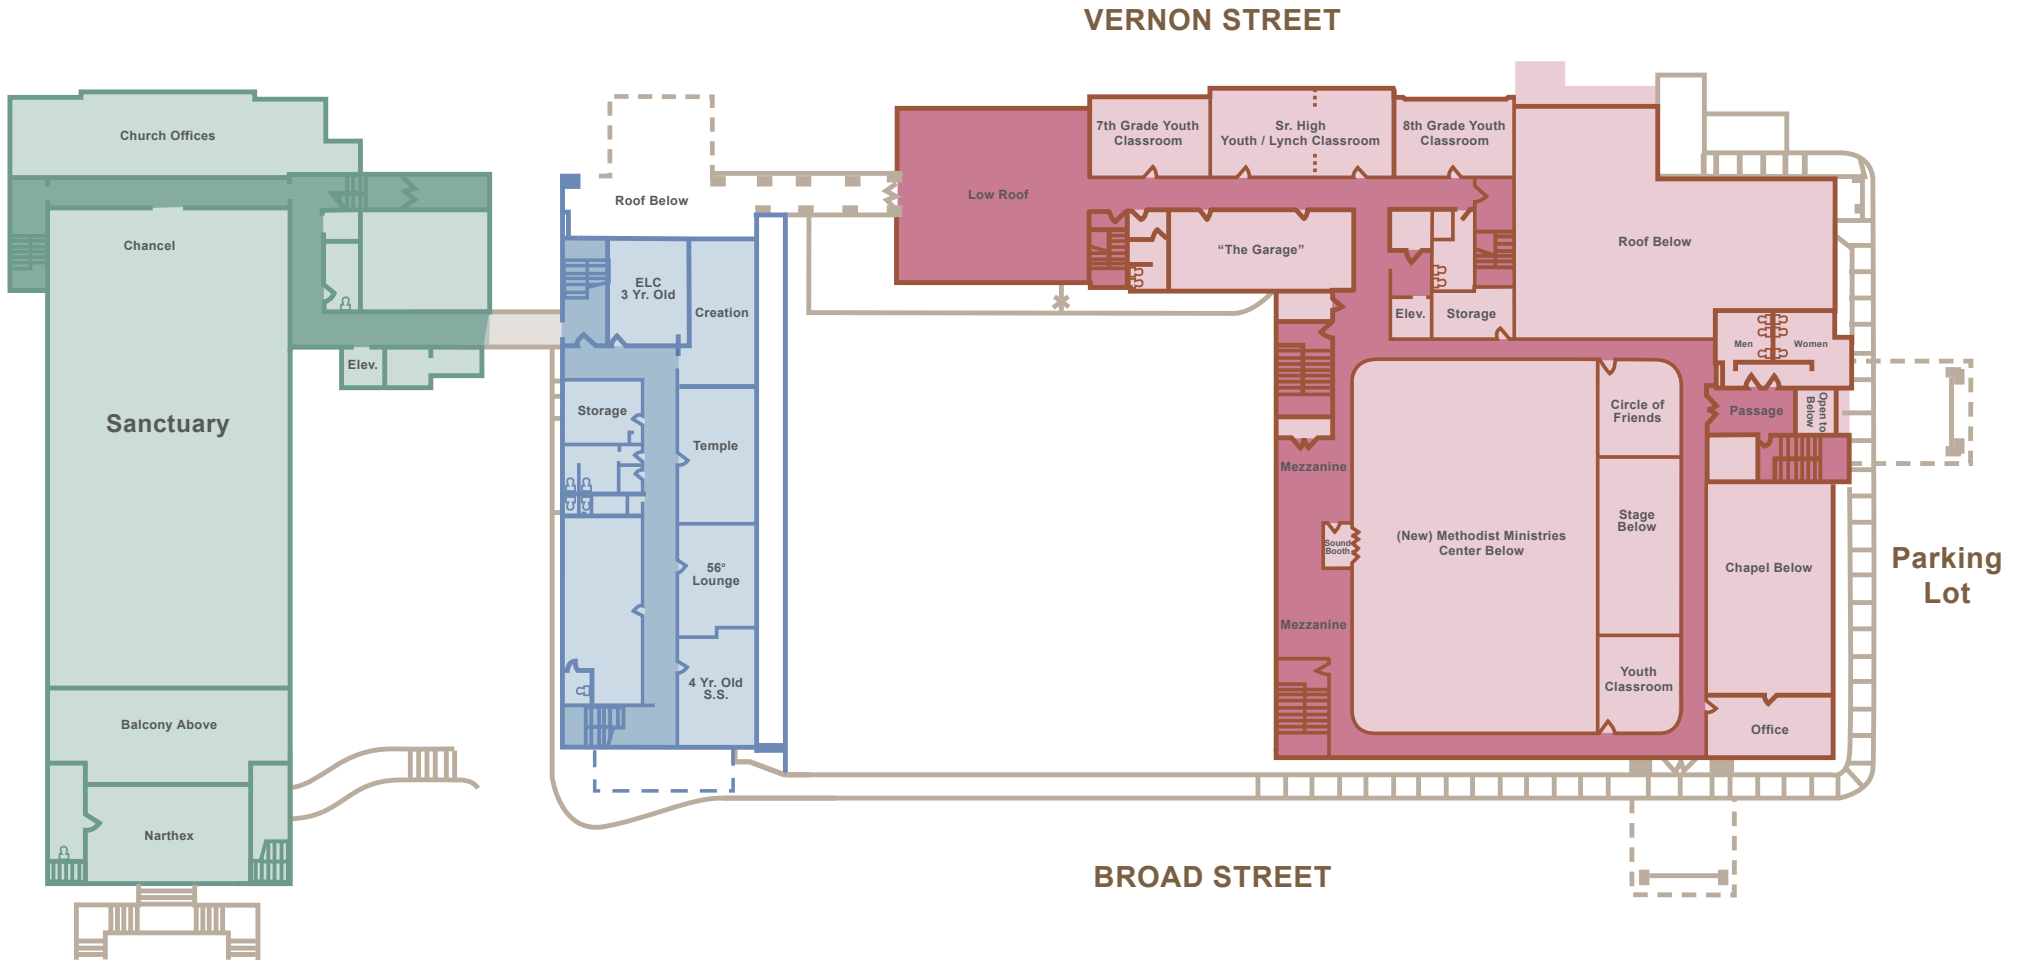 VERNON STREET
Church Offices
Chancel
Sanctuary
Elev.
Balcony Above
Narthex
Roof Below
ELC
3 Yr. Old
Creation
Storage
Temple
56°
Lounge
4 Yr. Old
S.S.
Low Roof
7th Grade Youth
Classroom
Sr. High
Youth / Lynch Classroom
8th Grade Youth
Classroom
“The Garage”
Elev.
Storage
Roof Below
Men
Women
Passage
Open to
Below
Circle of
Friends
Mezzanine
Stage
Below
Sound
Booth
(New) Methodist Ministries
Center Below
Chapel Below
Mezzanine
Youth
Classroom
Office
Parking
Lot
BROAD STREET